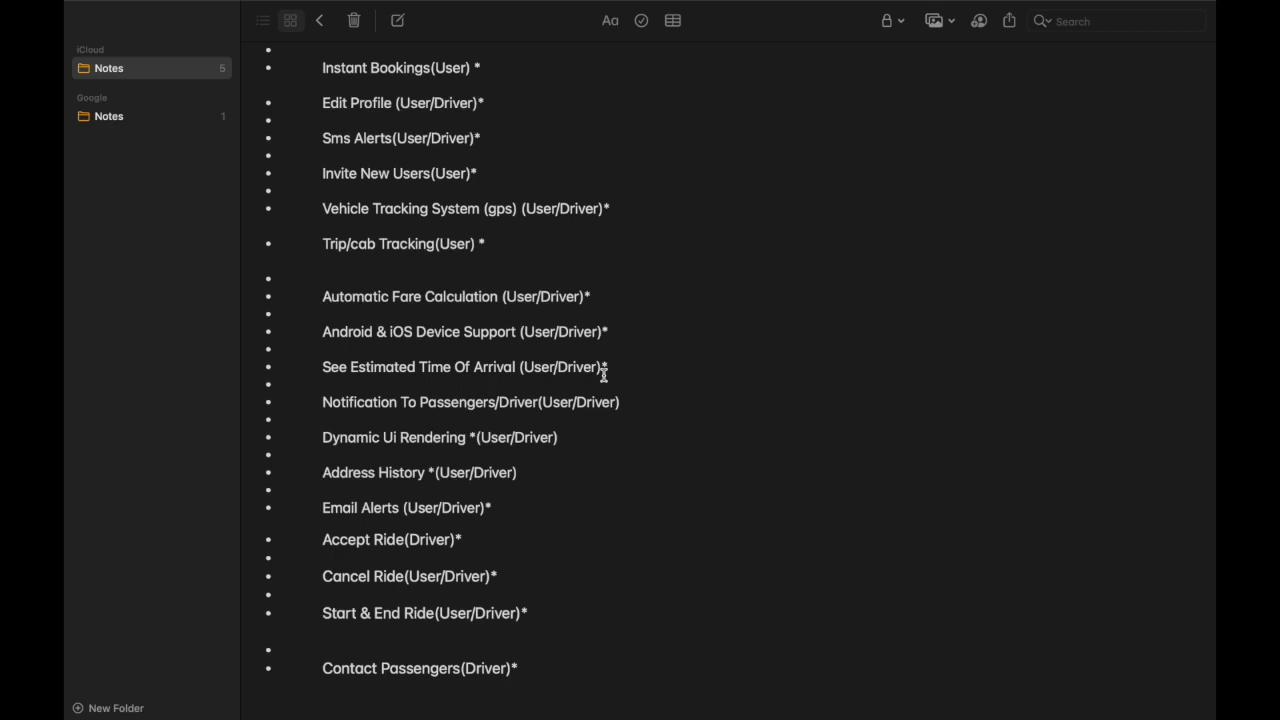 Aa
Search
iCloud
Notes 5
Google
Notes 1
• 
• Instant Bookings(User) *
• Edit Profile (User/Driver)*
• 
• Sms Alerts(User/Driver)*
• 
• Invite New Users(User)*
• 
• Vehicle Tracking System (gps) (User/Driver)*
• Trip/cab Tracking(User) *
• 
• Automatic Fare Calculation (User/Driver)*
• 
• Android & iOS Device Support (User/Driver)*
• 
• See Estimated Time Of Arrival (User/Driver)*
• 
• Notification To Passengers/Driver(User/Driver)
• 
• Dynamic Ui Rendering *(User/Driver)
• 
• Address History *(User/Driver)
• 
• Email Alerts (User/Driver)*
• Accept Ride(Driver)*
• 
• Cancel Ride(User/Driver)*
• 
• Start & End Ride(User/Driver)*
• 
• Contact Passengers(Driver)*
New Folder